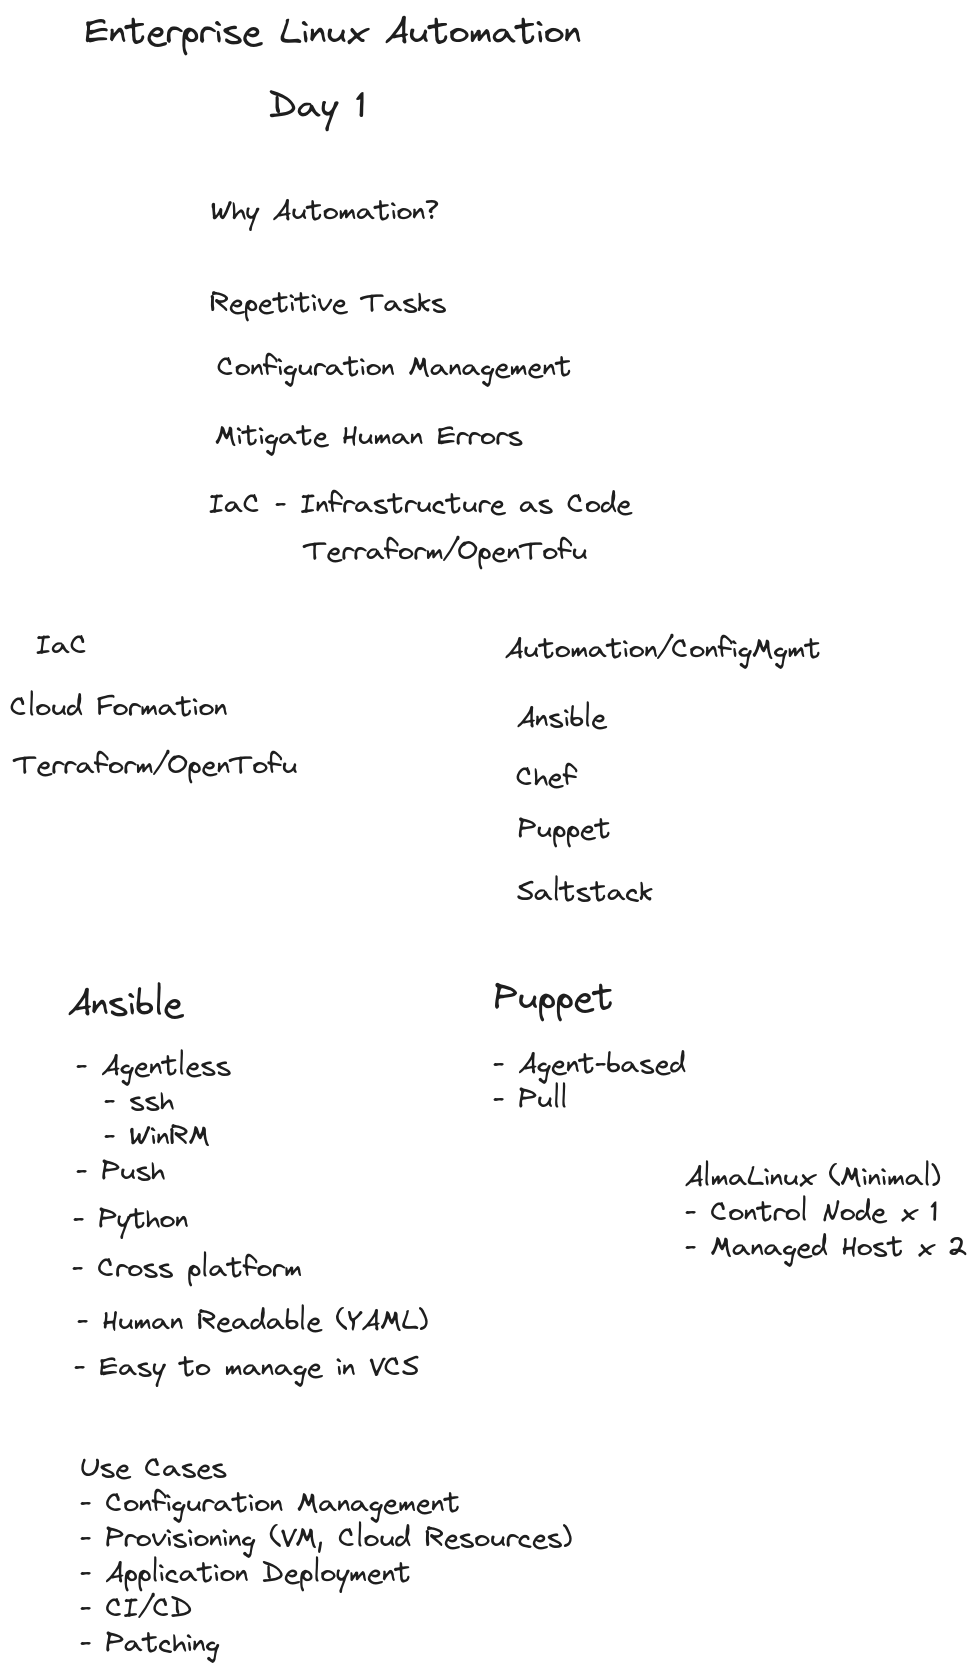 Enterprise Linux Automation
Day 1
Why Automation?
Repetitive Tasks
Configuration Management
Mitigate Human Errors
IaC - Infrastructure as Code
Terraform/OpenTofu
IaC
Cloud Formation
Terraform/OpenTofu
Automation/ConfigMgmt
Ansible
Chef
Puppet
Saltstack
Ansible
- Agentless
- ssh
- WinRM
- Push
- Python
- Cross platform
- Human Readable (YAML)
- Easy to manage in VCS
Puppet
- Agent-based
- Pull
AlmaLinux (Minimal)
- Control Node x 1
- Managed Host x 2
Use Cases
- Configuration Management
- Provisioning (VM, Cloud Resources)
- Application Deployment
- CI/CD
- Patching